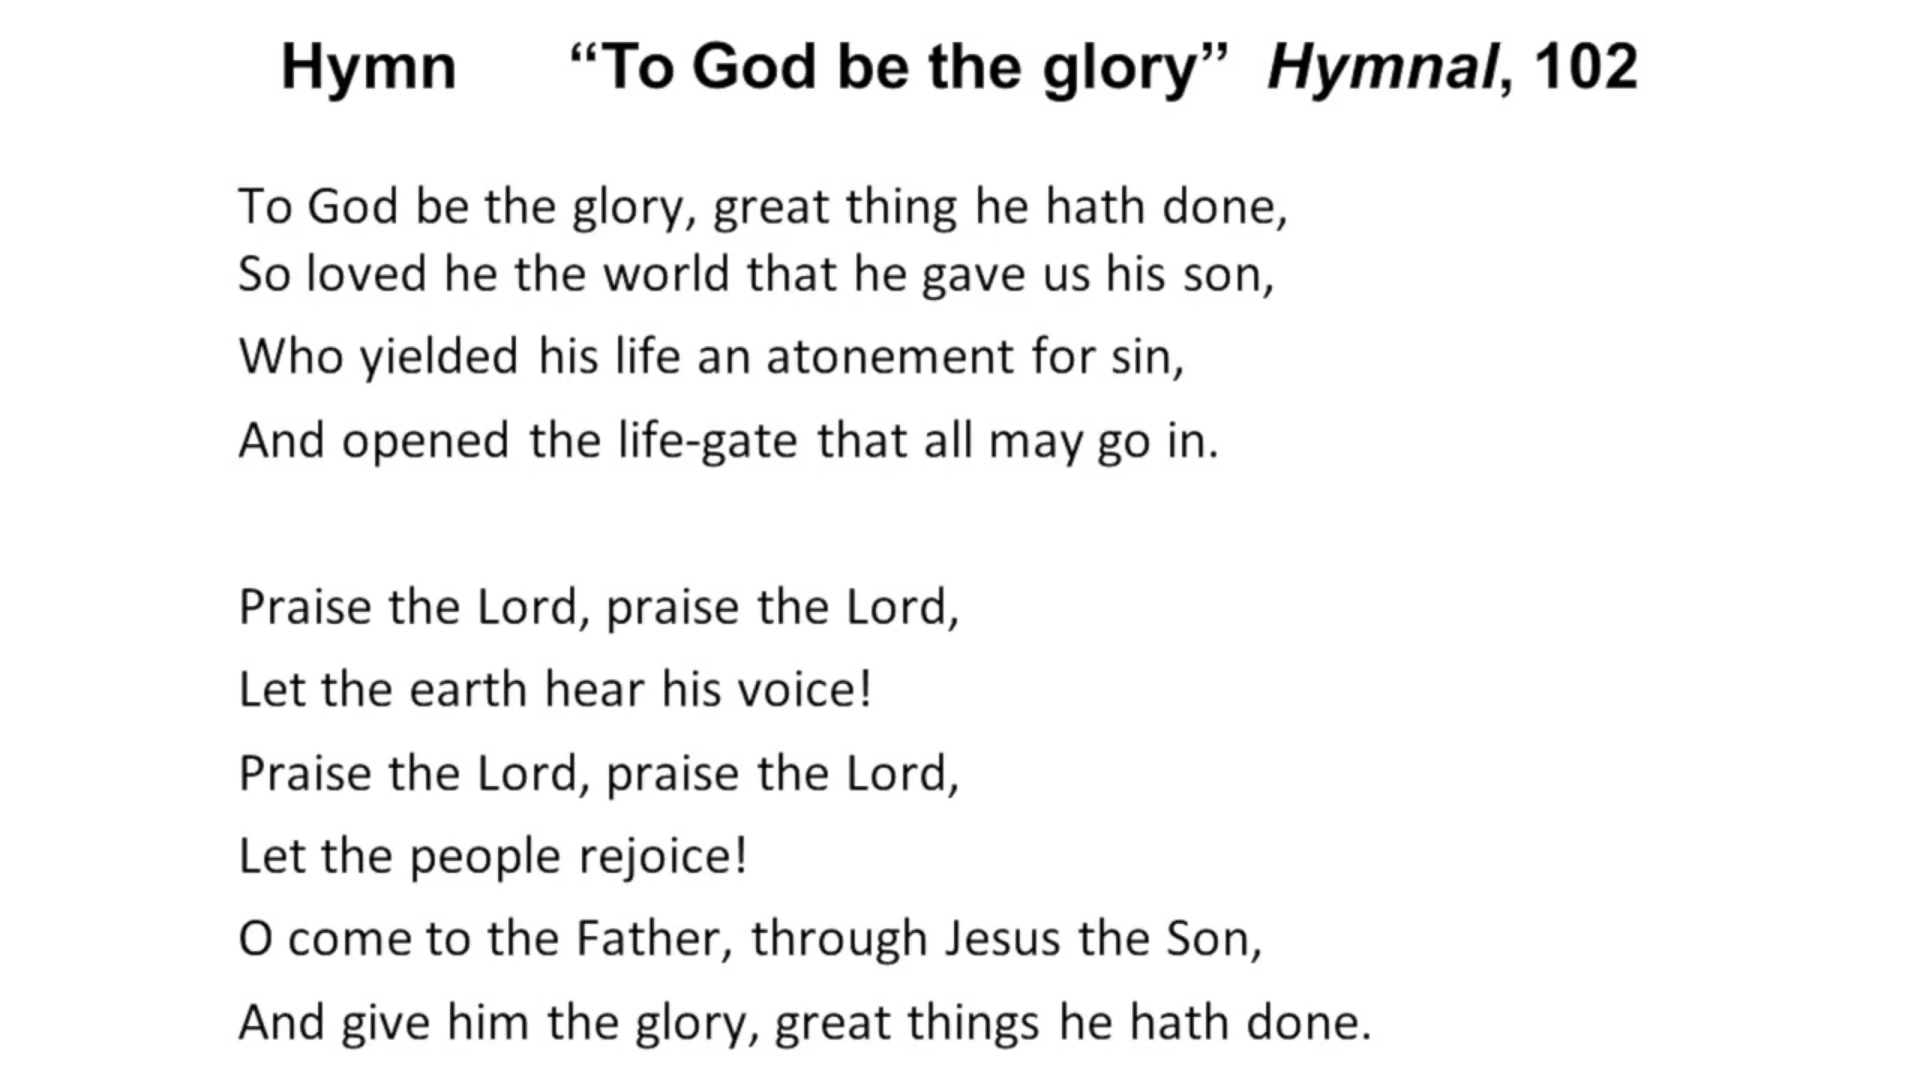 Hymn “To God be the glory” Hymnal, 102
To God be the glory, great thing he hath done,
So loved he the world that he gave us his son,
Who yielded his life an atonement for sin,
And opened the life-gate that all may go in.
Praise the Lord, praise the Lord,
Let the earth hear his voice!
Praise the Lord, praise the Lord,
Let the people rejoice!
O come to the Father, through Jesus the Son,
And give him the glory, great things he hath done.